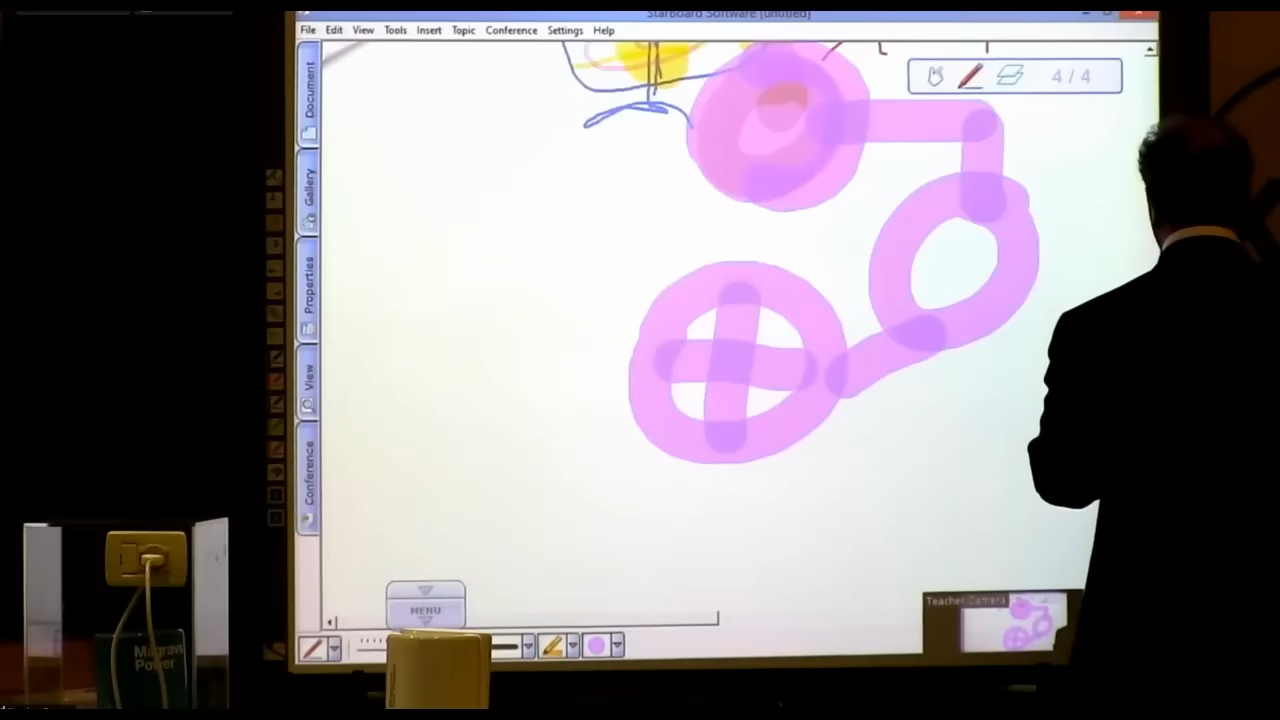 StarBoard Software (untitled)
File Edit View Tools Insert Topic Conference Settings Help
4 / 4
Document
Gallery
Properties
View
Conference
MENU
Teacher Camera
Magravs
Power